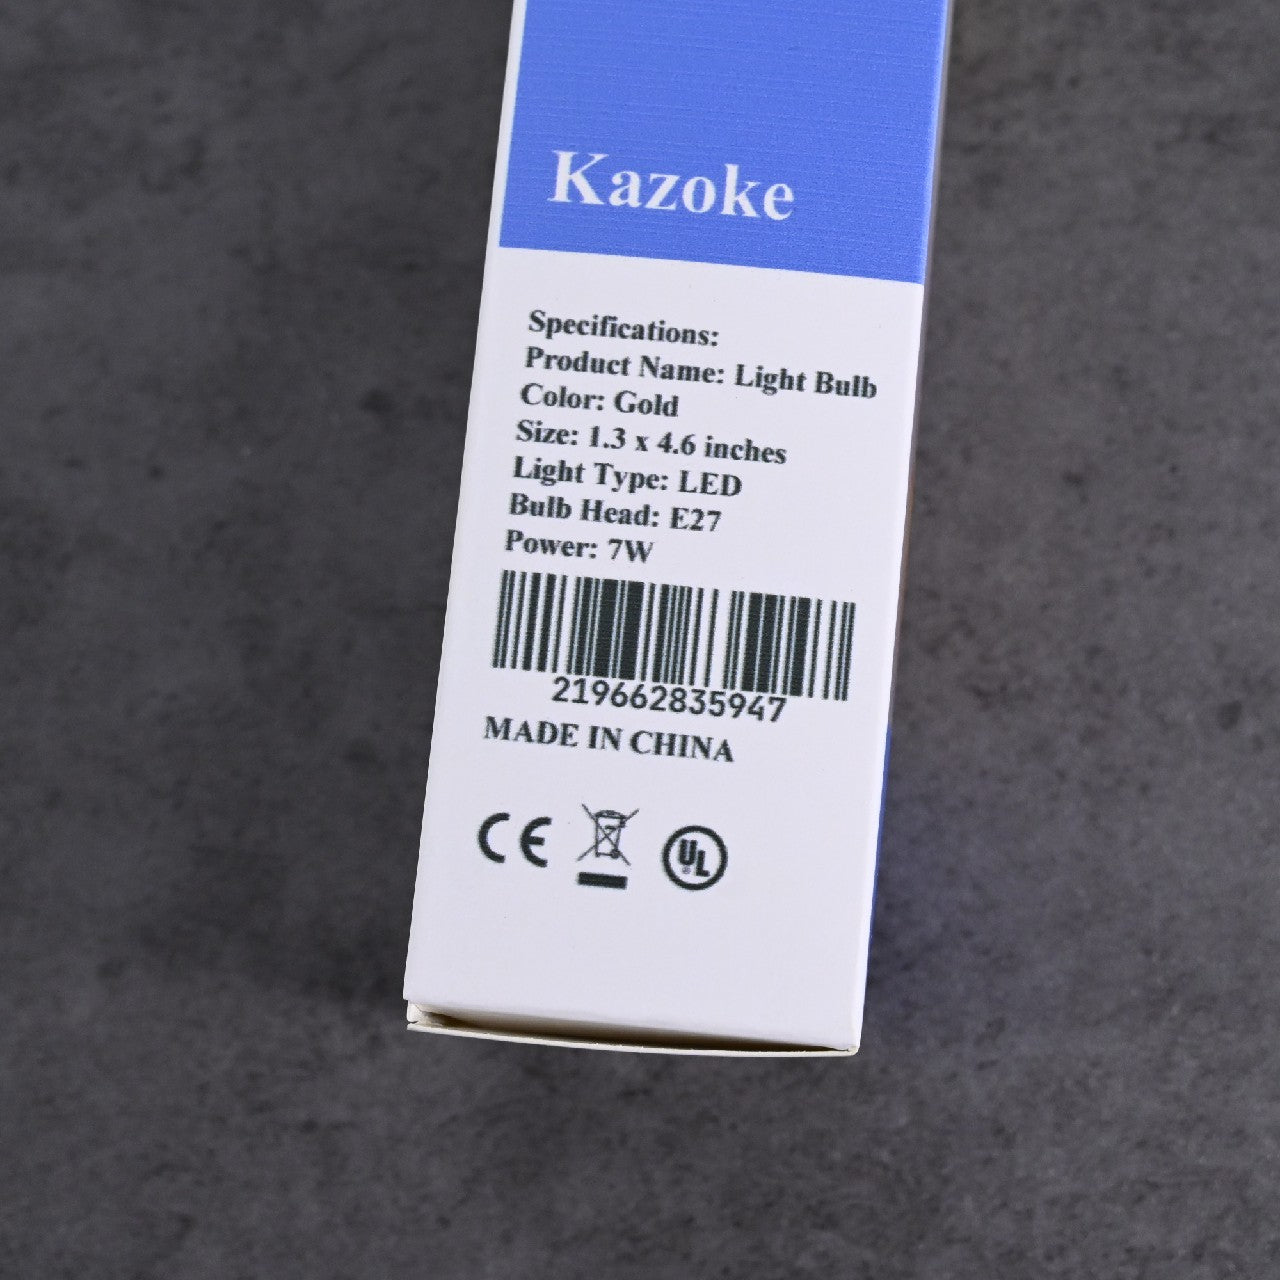 Kazoke
Specifications:
Product Name: Light Bulb
Color: Gold
Size: 1.3 x 4.6 inches
Light Type: LED
Bulb Head: E27
Power: 7W
219662835947
MADE IN CHINA
CE
UL